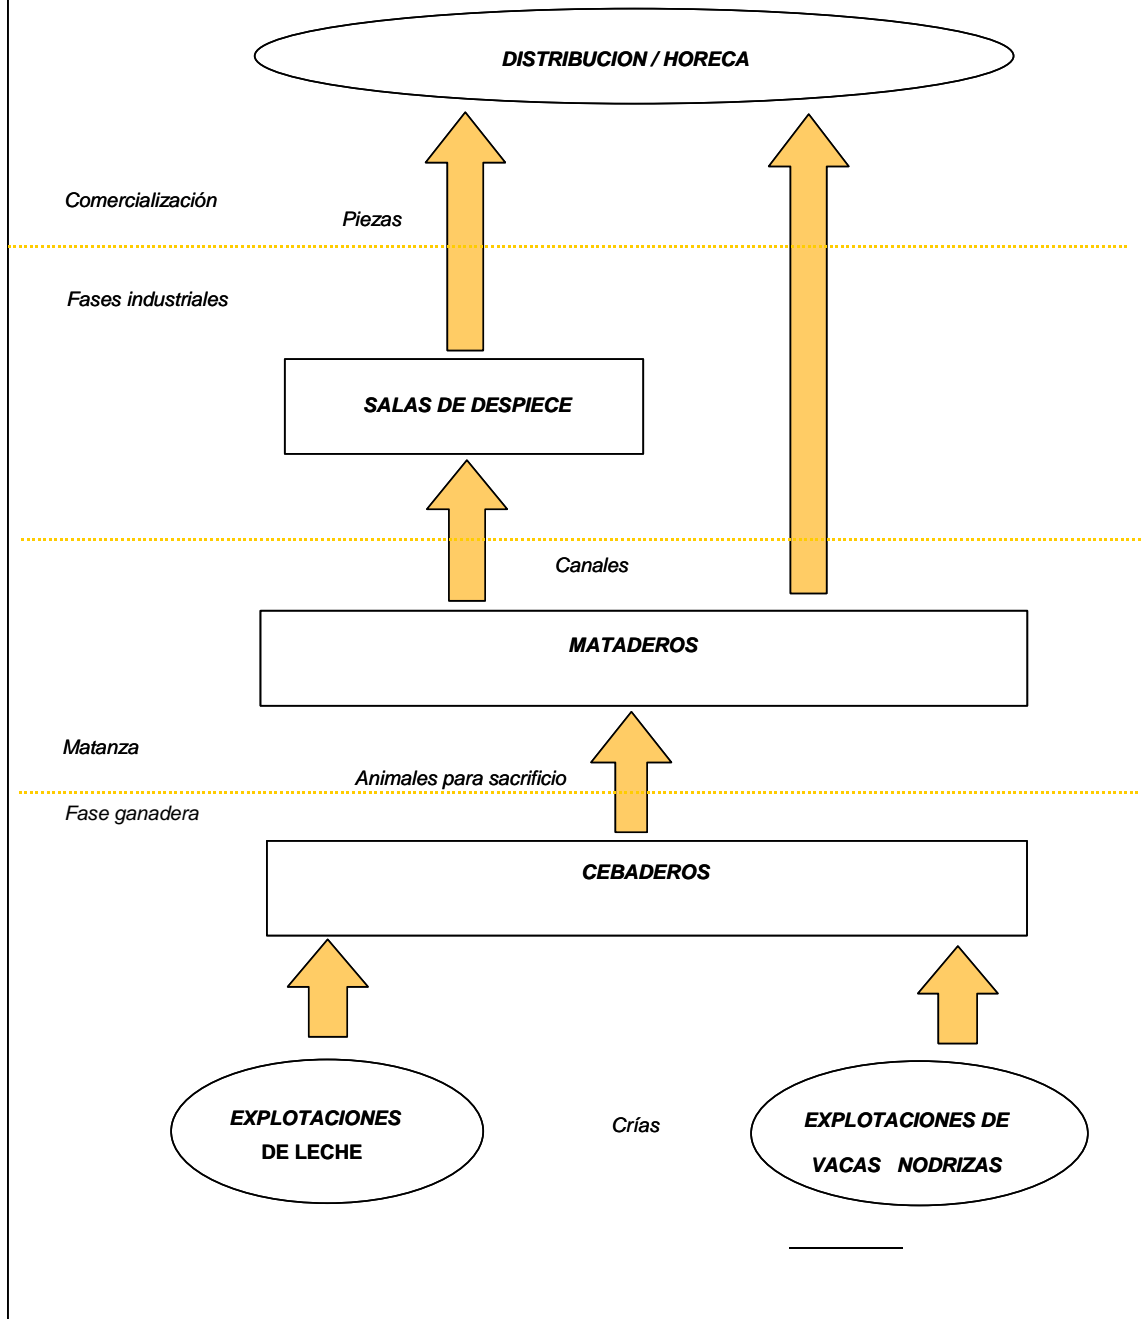 DISTRIBUCION / HORECA
Comercialización
Piezas
Fases industriales
SALAS DE DESPIECE
Canales
MATADEROS
Matanza
Animales para sacrificio
Fase ganadera
CEBADEROS
EXPLOTACIONES
DE LECHE
Crías
EXPLOTACIONES DE
VACAS NODRIZAS